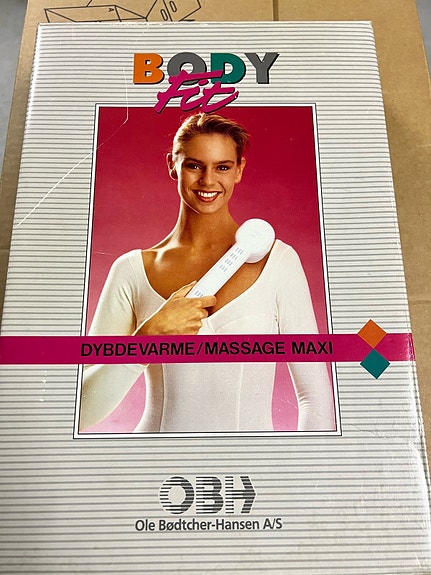 BODY
Fit
DYBDEVARME/MASSAGE MAXI
OBH
Ole Bødtcher-Hansen A/S